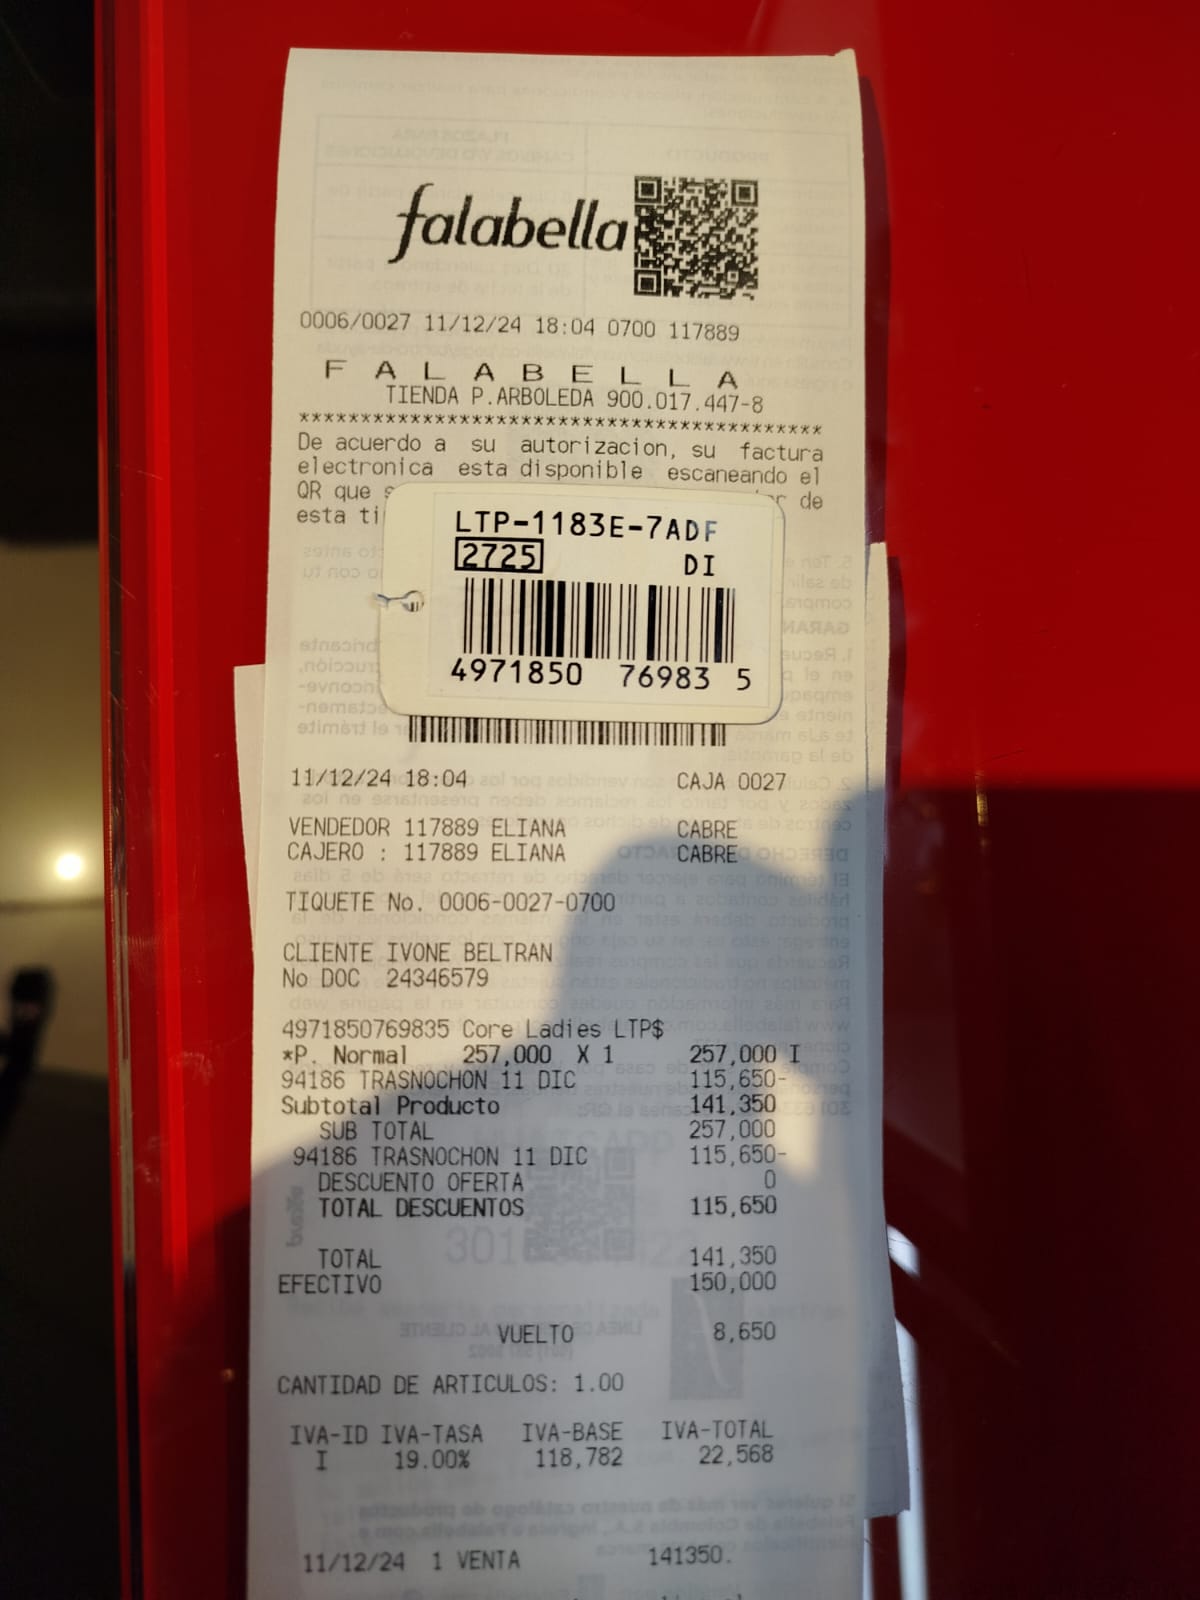 falabella
0006/0027 11/12/24 18:04 0700 117889
F A L A B E L L A
TIENDA P.ARBOLEDA 900.017.447-8
******************************************
De acuerdo a su autorizacion, su factura
electronica esta disponible escaneando el
QR que de
esta
LTP-1183E-7ADF
2725 DI
4971850 76983 5
11/12/24 18:04 CAJA 0027
VENDEDOR 117889 ELIANA CABRE
CAJERO : 117889 ELIANA CABRE
TIQUETE No. 0006-0027-0700
CLIENTE IVONE BELTRAN
No DOC 24346579
4971850769835 Core Ladies LTP$
*P. Normal 257,000 X 1 257,000 I
94186 TRASNOCHON 11 DIC 115,650-
Subtotal Producto 141,350
SUB TOTAL 257,000
94186 TRASNOCHON 11 DIC 115,650-
DESCUENTO OFERTA 0
TOTAL DESCUENTOS 115,650
TOTAL 141,350
EFECTIVO 150,000
VUELTO 8,650
CANTIDAD DE ARTICULOS: 1.00
IVA-ID IVA-TASA IVA-BASE IVA-TOTAL
I 19.00% 118,782 22,568
11/12/24 1 VENTA 141350.